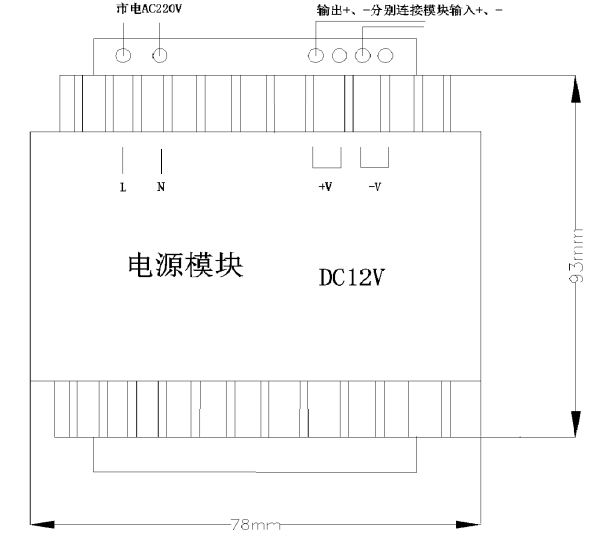 市电AC220V
输出+、-分别连接模块输入+、-
L N +V -V
电源模块 DC12V
93mm
78mm